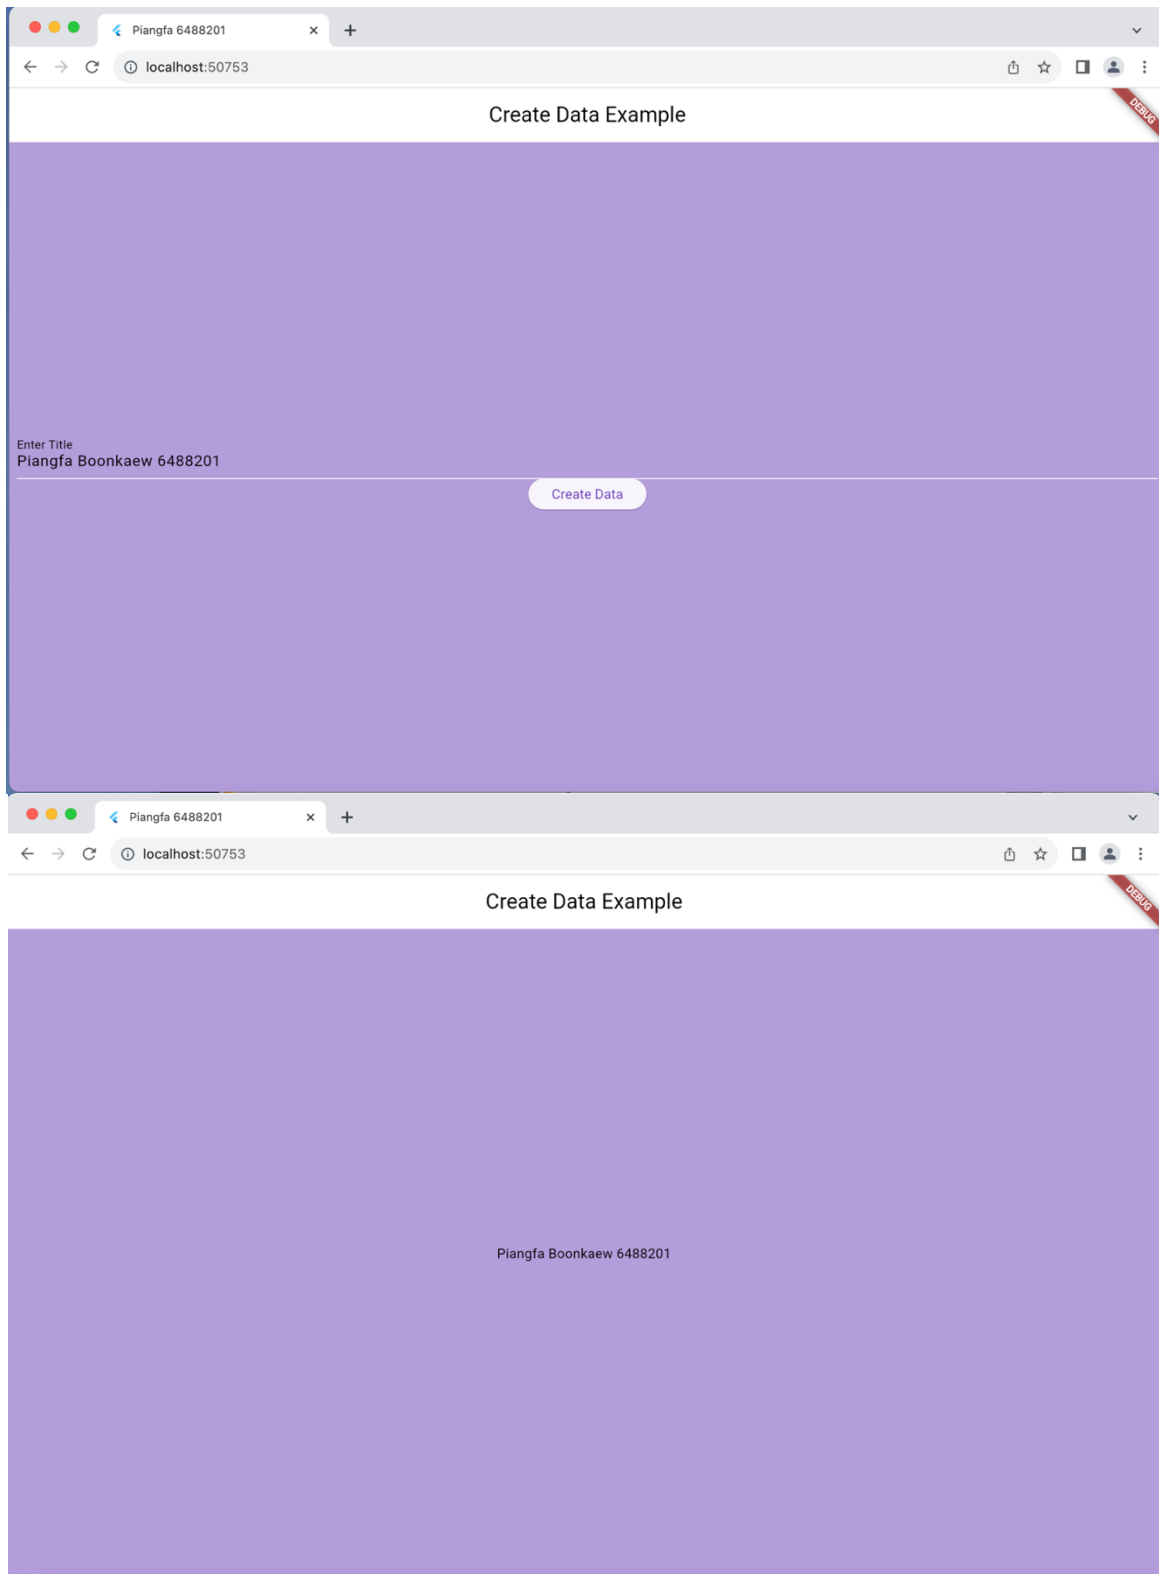 Piangfa 6488201
localhost:50753
Create Data Example
DEBUG
Enter Title
Piangfa Boonkaew 6488201
Create Data
Piangfa 6488201
localhost:50753
Create Data Example
DEBUG
Piangfa Boonkaew 6488201